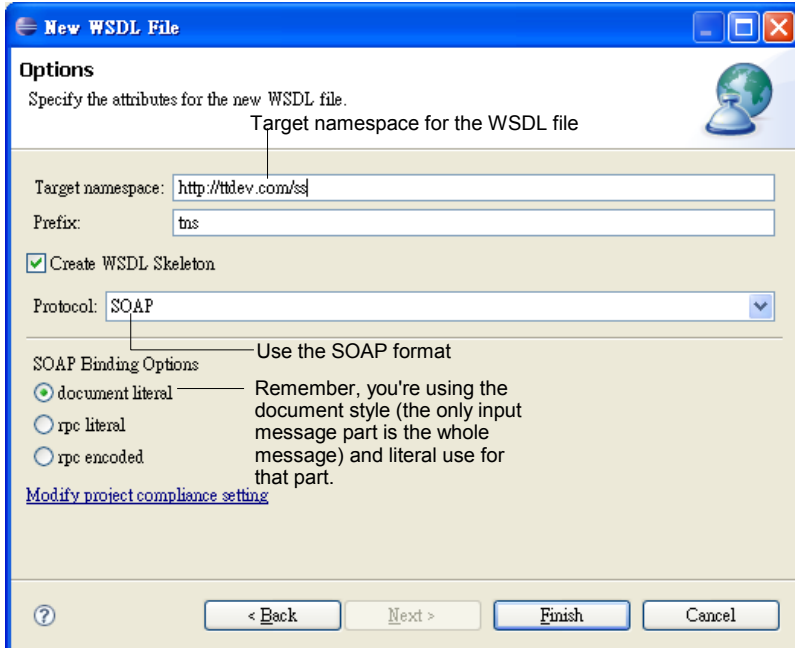 New WSDL File
Options
Specify the attributes for the new WSDL file.
Target namespace for the WSDL file
Target namespace: http://ttdev.com/ss
Prefix: tns
Create WSDL Skeleton
Protocol: SOAP
Use the SOAP format
SOAP Binding Options
document literal
Remember, you're using the
document style (the only input
message part is the whole
message) and literal use for
that part.
rpc literal
rpc encoded
Modify project compliance setting
?
< Back
Next >
Finish
Cancel